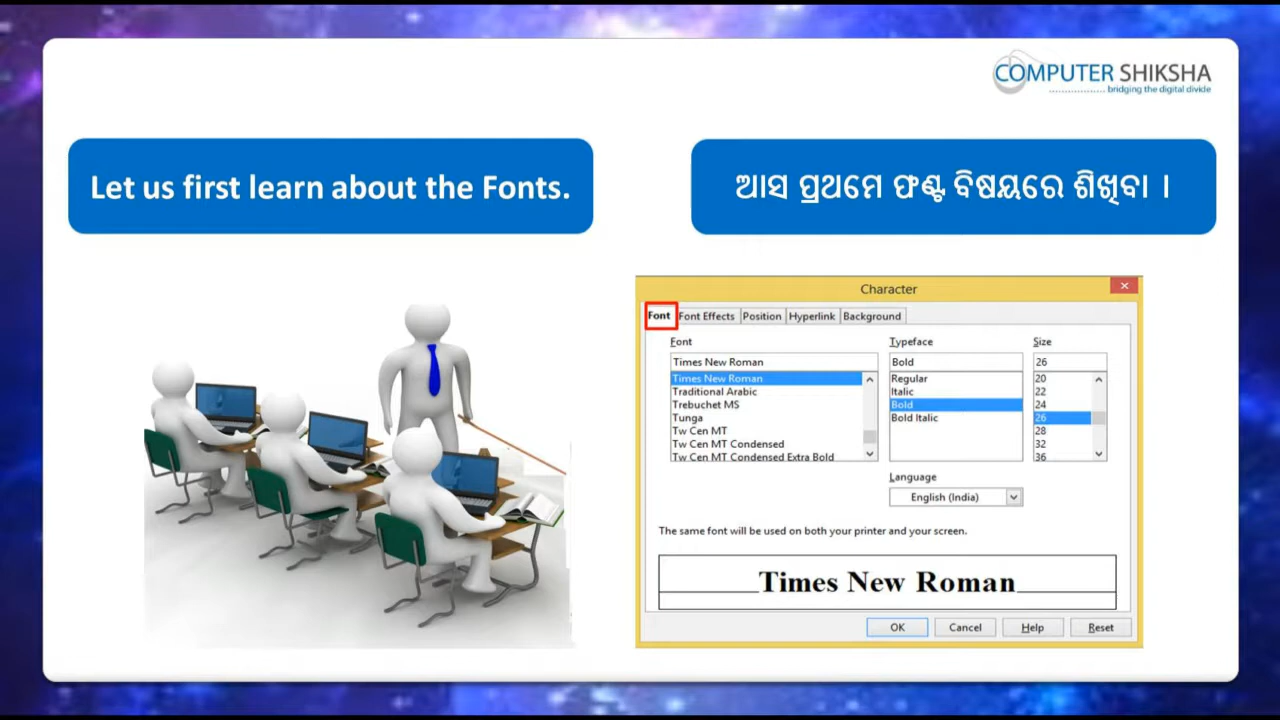 COMPUTER SHIKSHA
bridging the digital divide
Let us first learn about the Fonts.
ଆସ ପ୍ରଥମେ ଫଣ୍ଟ ବିଷୟରେ ଶିଖିବା ।
Character
Font Font Effects Position Hyperlink Background
Font Typeface Size
Times New Roman Bold 26
Times New Roman Regular 20
Traditional Arabic Italic 22
Trebuchet MS Bold 24
Tunga Bold Italic 26
Tw Cen MT 28
Tw Cen MT Condensed 32
Tw Cen MT Condensed Extra Bold 36
Language
English (India)
The same font will be used on both your printer and your screen.
Times New Roman
OK Cancel Help Reset